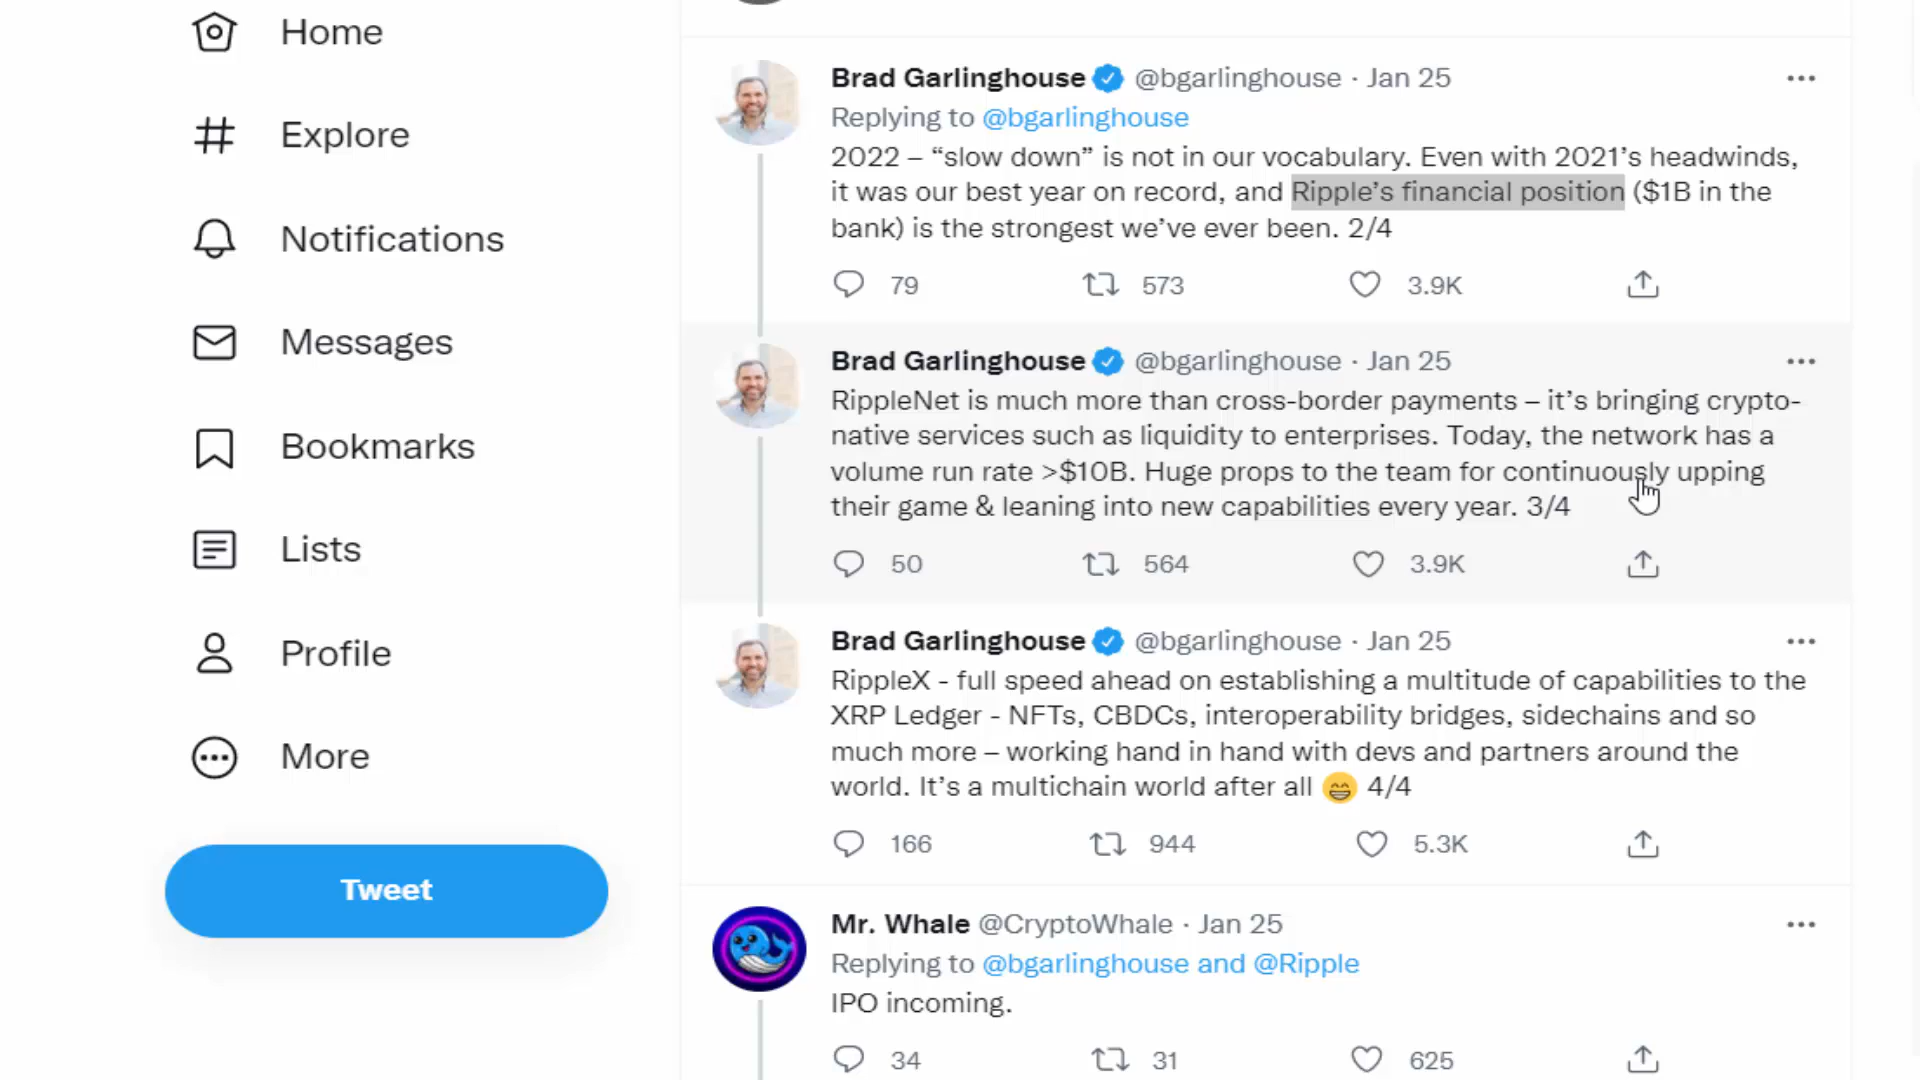 Home
Explore
Notifications
Messages
Bookmarks
Lists
Profile
More
Tweet
Brad Garlinghouse @bgarlinghouse · Jan 25
Replying to @bgarlinghouse
2022 – “slow down” is not in our vocabulary. Even with 2021’s headwinds,
it was our best year on record, and Ripple’s financial position ($1B in the
bank) is the strongest we’ve ever been. 2/4
79 573 3.9K
Brad Garlinghouse @bgarlinghouse · Jan 25
RippleNet is much more than cross-border payments – it’s bringing crypto-
native services such as liquidity to enterprises. Today, the network has a
volume run rate >$10B. Huge props to the team for continuously upping
their game & leaning into new capabilities every year. 3/4
50 564 3.9K
Brad Garlinghouse @bgarlinghouse · Jan 25
RippleX - full speed ahead on establishing a multitude of capabilities to the
XRP Ledger - NFTs, CBDCs, interoperability bridges, sidechains and so
much more – working hand in hand with devs and partners around the
world. It’s a multichain world after all 😄 4/4
166 944 5.3K
Mr. Whale @CryptoWhale · Jan 25
Replying to @bgarlinghouse and @Ripple
IPO incoming.
34 31 625